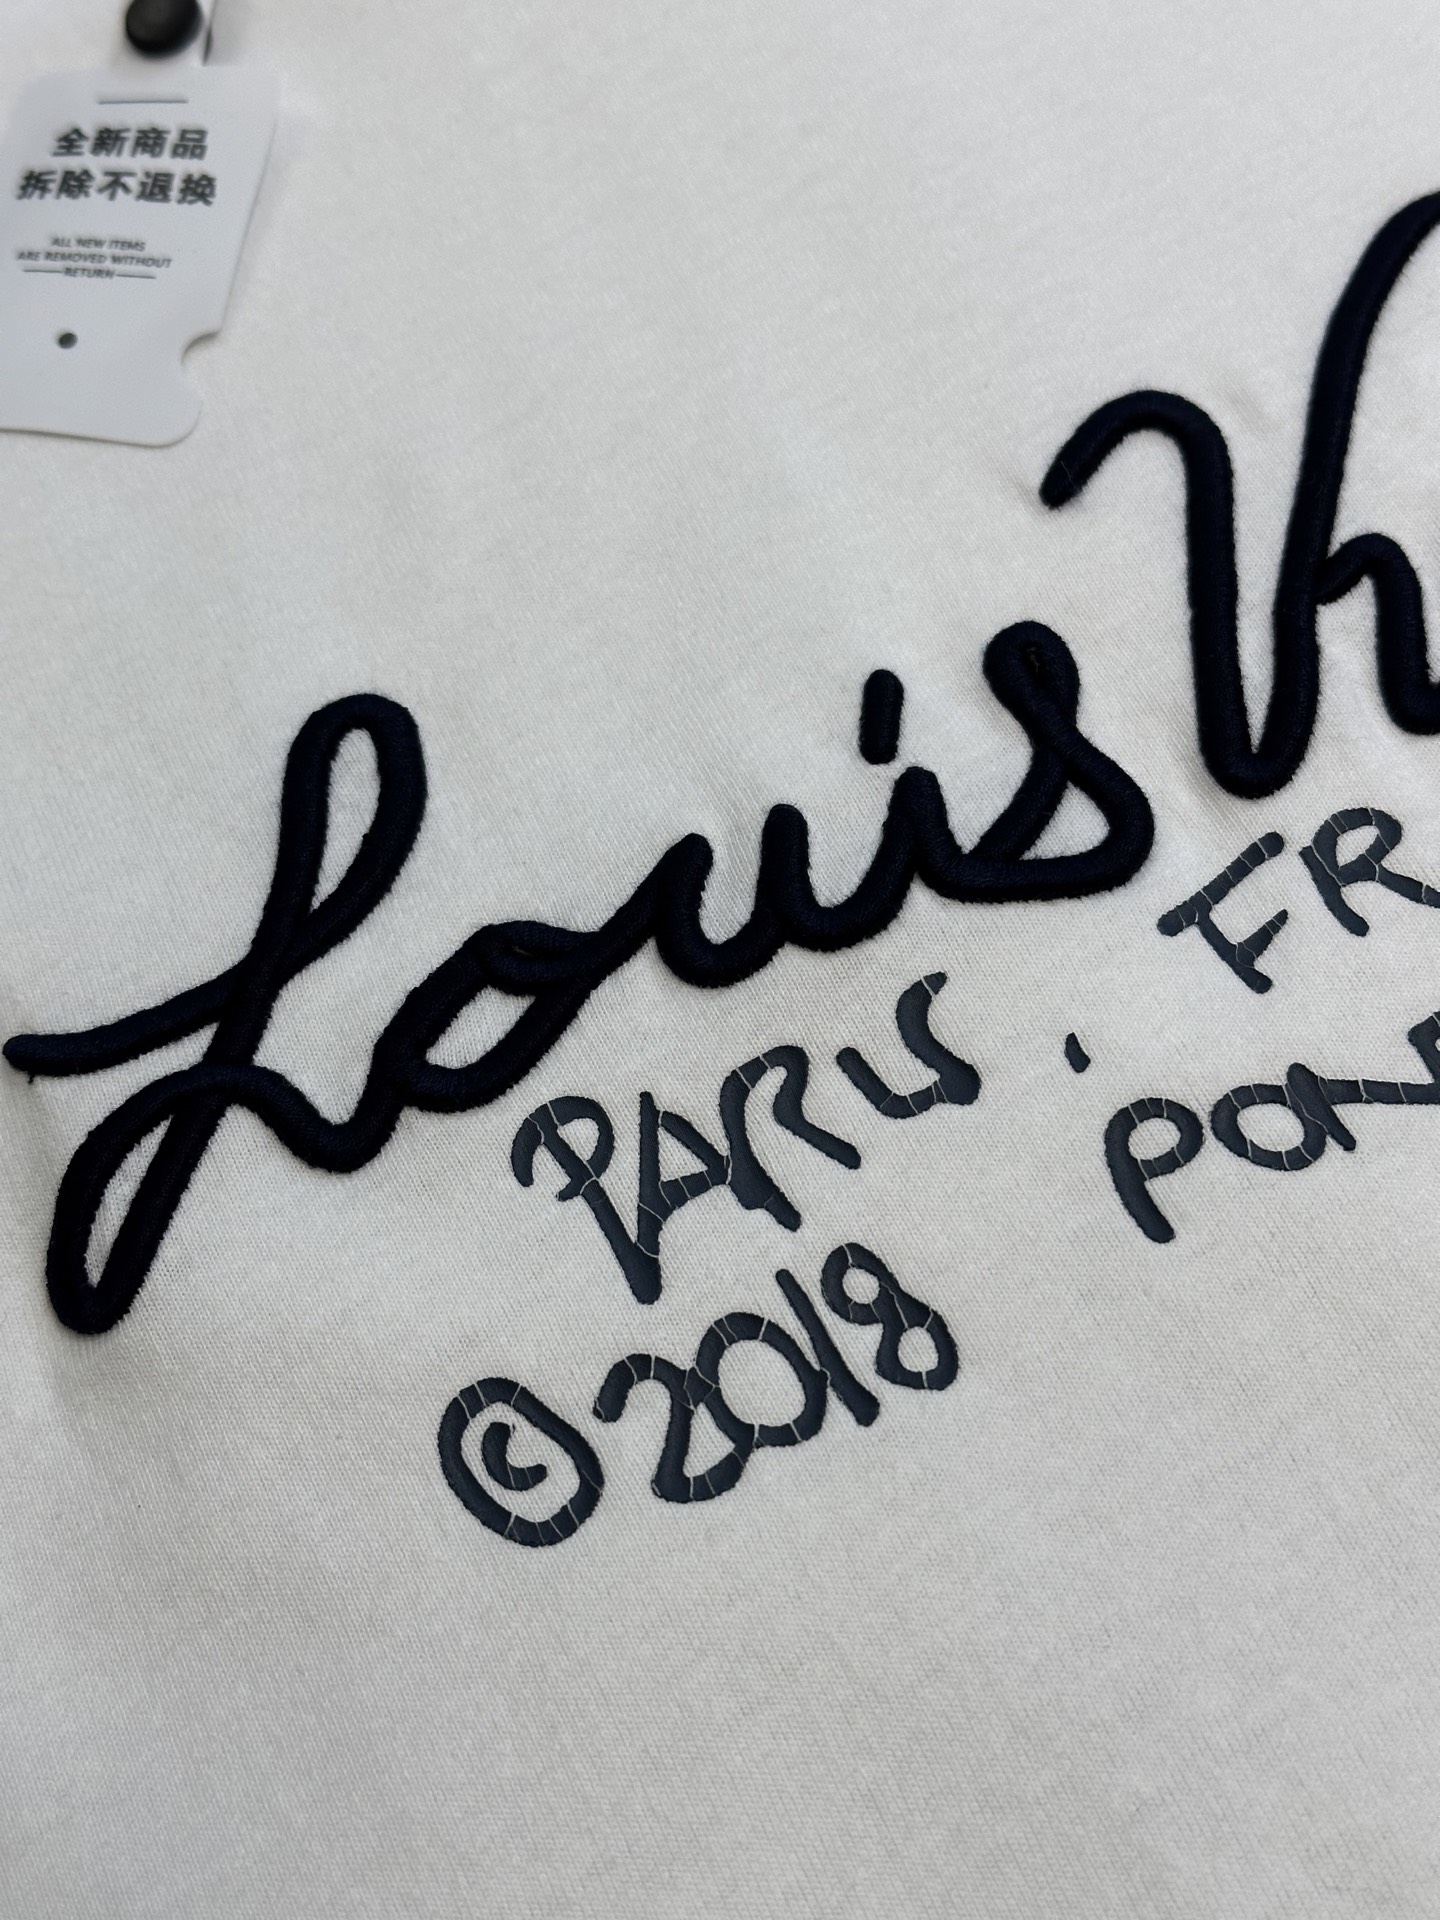 全新商品
拆除不退换
ALL NEW ITEMS
ARE REMOVED WITHOUT
RETURN
Louis
PARIS
©2018